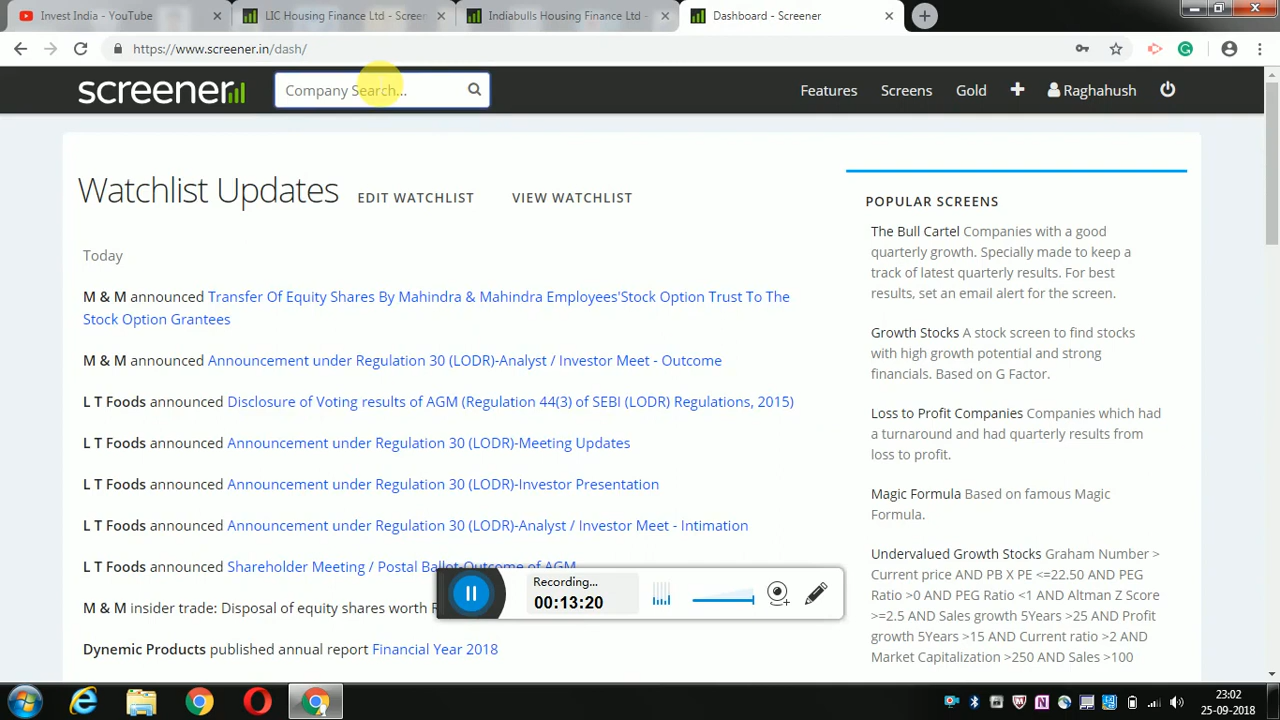 Invest India - YouTube
LIC Housing Finance Ltd - Screen
Indiabulls Housing Finance Ltd -
Dashboard - Screener
https://www.screener.in/dash/
screener
Company Search...
Features
Screens
Gold
Raghahush
Watchlist Updates
EDIT WATCHLIST
VIEW WATCHLIST
Today
M & M announced Transfer Of Equity Shares By Mahindra & Mahindra Employees'Stock Option Trust To The
Stock Option Grantees
M & M announced Announcement under Regulation 30 (LODR)-Analyst / Investor Meet - Outcome
L T Foods announced Disclosure of Voting results of AGM (Regulation 44(3) of SEBI (LODR) Regulations, 2015)
L T Foods announced Announcement under Regulation 30 (LODR)-Meeting Updates
L T Foods announced Announcement under Regulation 30 (LODR)-Investor Presentation
L T Foods announced Announcement under Regulation 30 (LODR)-Analyst / Investor Meet - Intimation
L T Foods announced Shareholder Meeting / Postal Ballot-Outcome of AGM
M & M insider trade: Disposal of equity shares worth
Dynemic Products published annual report Financial Year 2018
POPULAR SCREENS
The Bull Cartel Companies with a good
quarterly growth. Specially made to keep a
track of latest quarterly results. For best
results, set an email alert for the screen.
Growth Stocks A stock screen to find stocks
with high growth potential and strong
financials. Based on G Factor.
Loss to Profit Companies Companies which had
a turnaround and had quarterly results from
loss to profit.
Magic Formula Based on famous Magic
Formula.
Undervalued Growth Stocks Graham Number >
Current price AND PB X PE <=22.50 AND PEG
Ratio >0 AND PEG Ratio <1 AND Altman Z Score
>=2.5 AND Sales growth 5Years >25 AND Profit
growth 5Years >15 AND Current ratio >2 AND
Market Capitalization >250 AND Sales >100
Recording...
00:13:20
23:02
25-09-2018